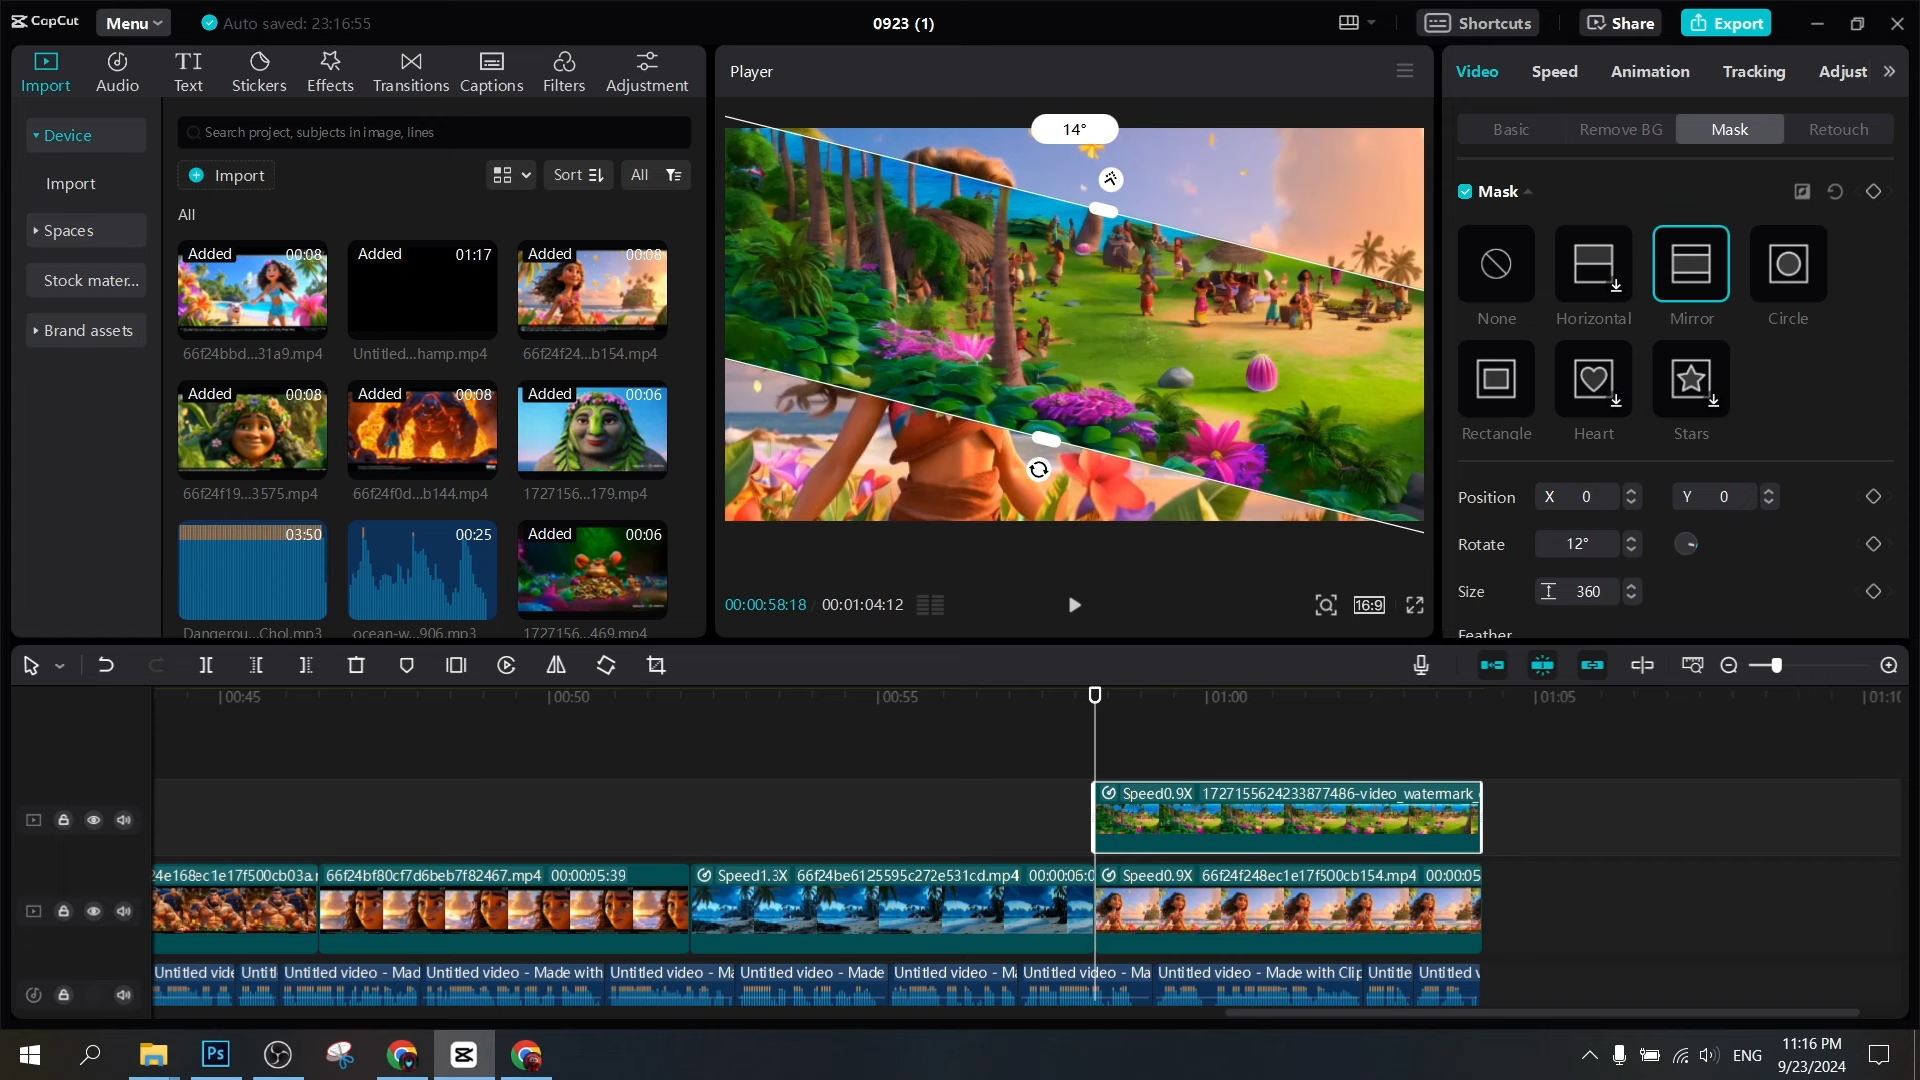 CapCut
Menu
Auto saved: 23:16:55
0923 (1)
Shortcuts
Share
Export
Import
Audio
Text
Stickers
Effects
Transitions
Captions
Filters
Adjustment
Device
Import
Spaces
Stock mater...
Brand assets
Search project, subjects in image, lines
Import
Sort
All
All
Added 00:08
66f24bbd...31a9.mp4
Added 01:17
Untitled...hamp.mp4
Added 00:08
66f24f24...b154.mp4
Added 00:08
66f24f19...3575.mp4
Added 00:08
66f24f0d...b144.mp4
Added 00:06
1727156...179.mp4
03:50
Dangerou...Chol.mp3
00:25
ocean-w...906.mp3
Added 00:06
1727156...469.mp4
Player
14°
00:00:58:18 / 00:01:04:12
16:9
Video
Speed
Animation
Tracking
Adjust
Basic
Remove BG
Mask
Retouch
Mask
None
Horizontal
Mirror
Circle
Rectangle
Heart
Stars
Position X 0 Y 0
Rotate 12°
Size 360
Feather
00:45
00:50
00:55
01:00
01:05
01:10
Speed0.9X 1727155624233877486-video_watermark_
24e168ec1e17f500cb03a.r
66f24bf80cf7d6beb7f82467.mp4 00:00:05:39
Speed1.3X 66f24be6125595c272e531cd.mp4 00:00:06:0
Speed0.9X 66f24f248ec1e17f500cb154.mp4 00:00:05
Untitled vide
Untitl
Untitled video - Mad
Untitled video - Made with
Untitled video - Ma
Untitled video - Made
Untitled video - Ma
Untitled video - Ma
Untitled video - Made with Clip
Untitle
Untitled v
Ps
ENG
11:16 PM
9/23/2024